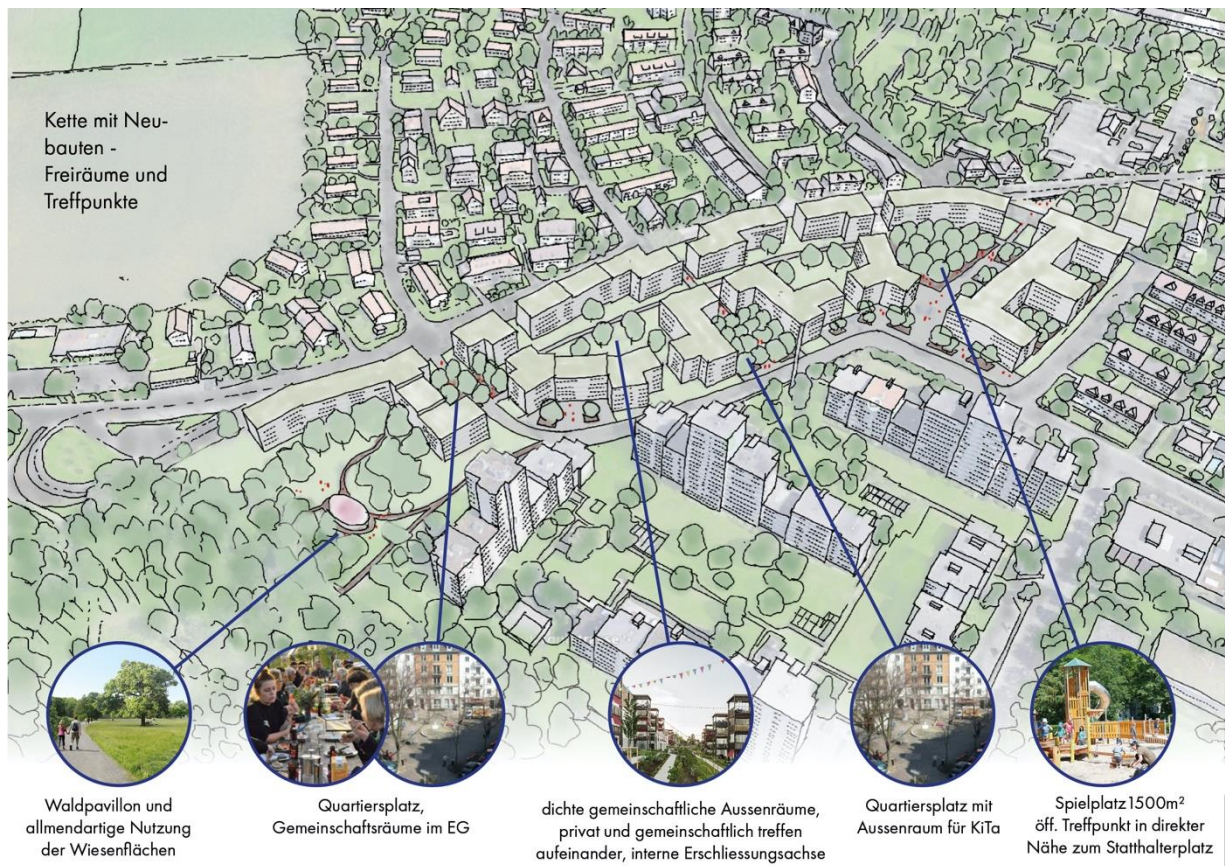 Kette mit Neu-
bauten -
Freiräume und
Treffpunkte
Waldpavillon und
allmendartige Nutzung
der Wiesenflächen
Quartiersplatz,
Gemeinschaftsräume im EG
dichte gemeinschaftliche Aussenräume,
privat und gemeinschaftlich treffen
aufeinander, interne Erschliessungsachse
Quartiersplatz mit
Aussenraum für KiTa
Spielplatz1500m²
öff. Treffpunkt in direkter
Nähe zum Statthalterplatz